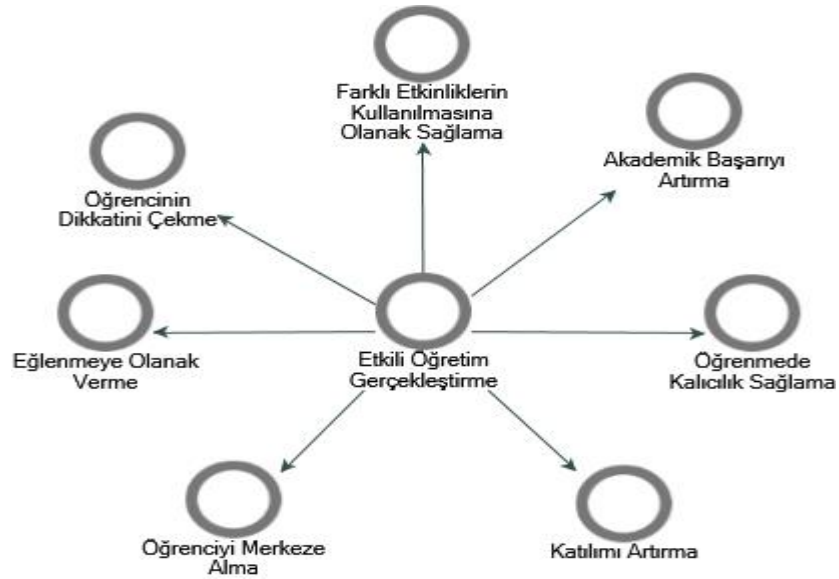 Farklı Etkinliklerin
Kullanılmasına
Olanak Sağlama
Akademik Başarıyı
Artırma
Öğrencinin
Dikkatini Çekme
Eğlenmeye Olanak
Verme
Etkili Öğretim
Gerçekleştirme
Öğrenmede
Kalıcılık Sağlama
Öğrenciyi Merkeze
Alma
Katılımı Artırma